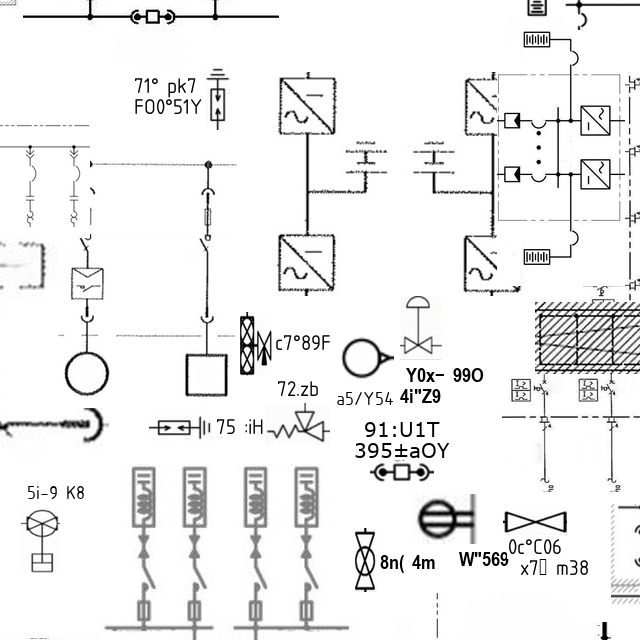 71° pk7
FO0°51Y
c7°89F
Y0x- 99O
72.zb
a5/Y54 4i"Z9
91:U1T
75 :iH
395±aOY
5i-9 K8
0c°C06
8n( 4m
W"569
x7▯ m38